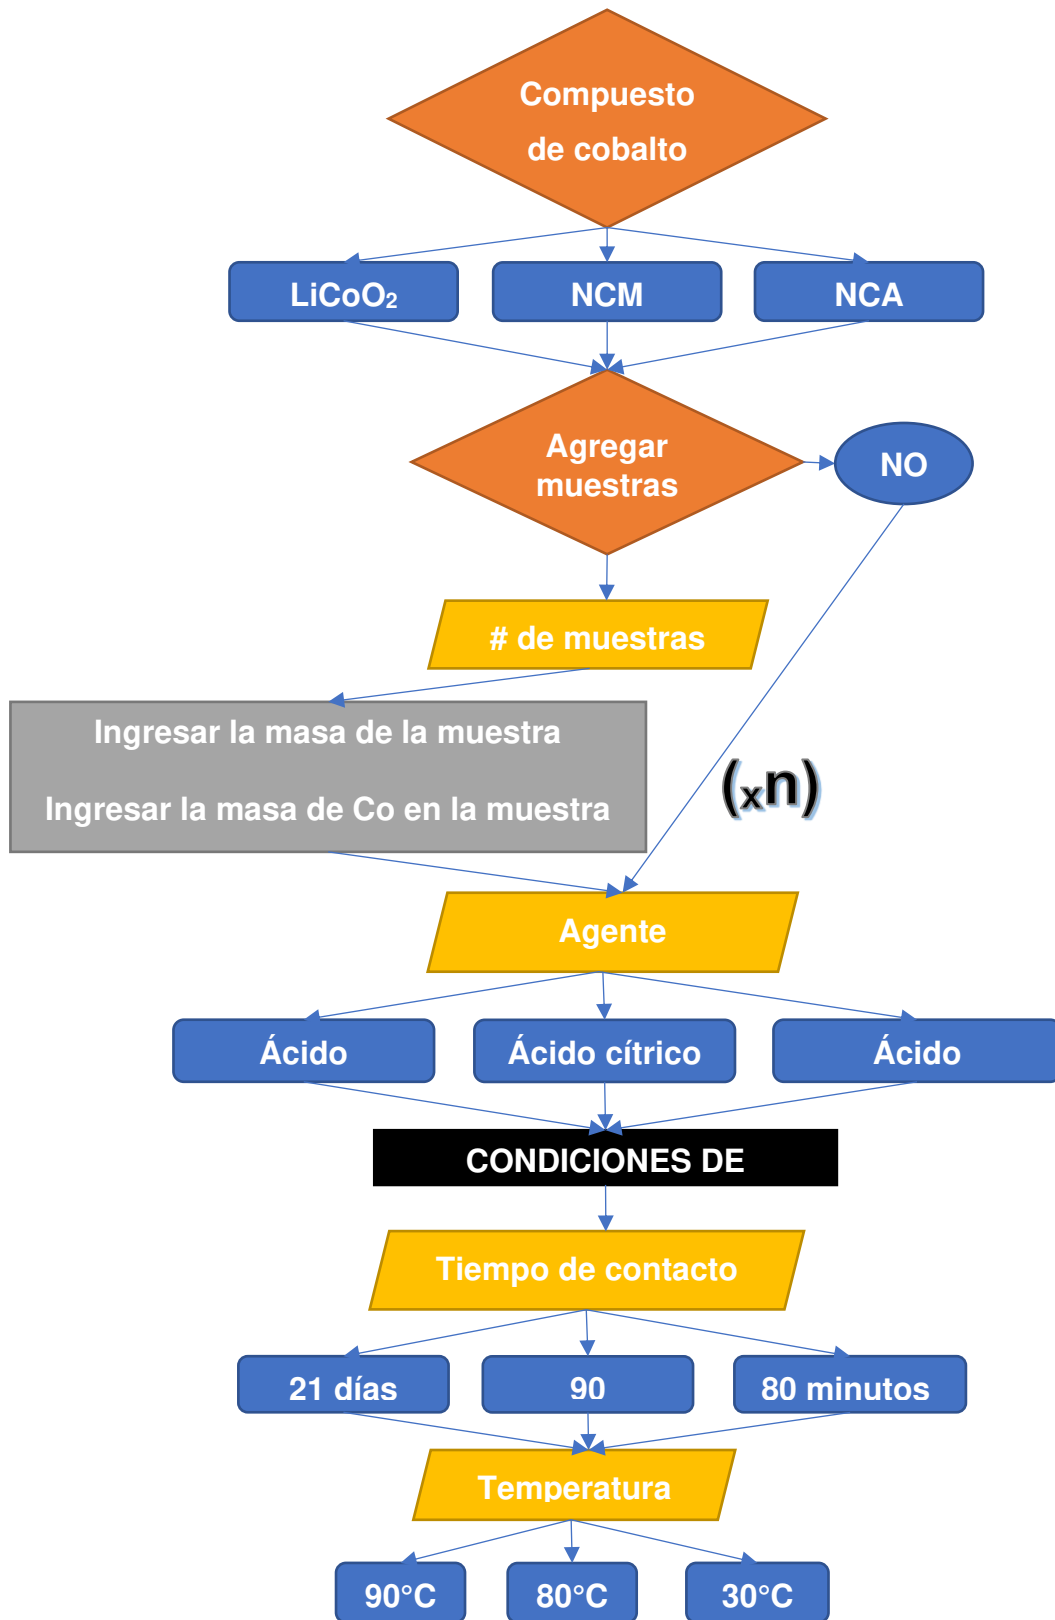 Compuesto
de cobalto
LiCoO₂
NCM
NCA
Agregar
muestras
NO
# de muestras
Ingresar la masa de la muestra
Ingresar la masa de Co en la muestra
(ₓn)
Agente
Ácido
Ácido cítrico
Ácido
CONDICIONES DE
Tiempo de contacto
21 días
90
80 minutos
Temperatura
90°C
80°C
30°C